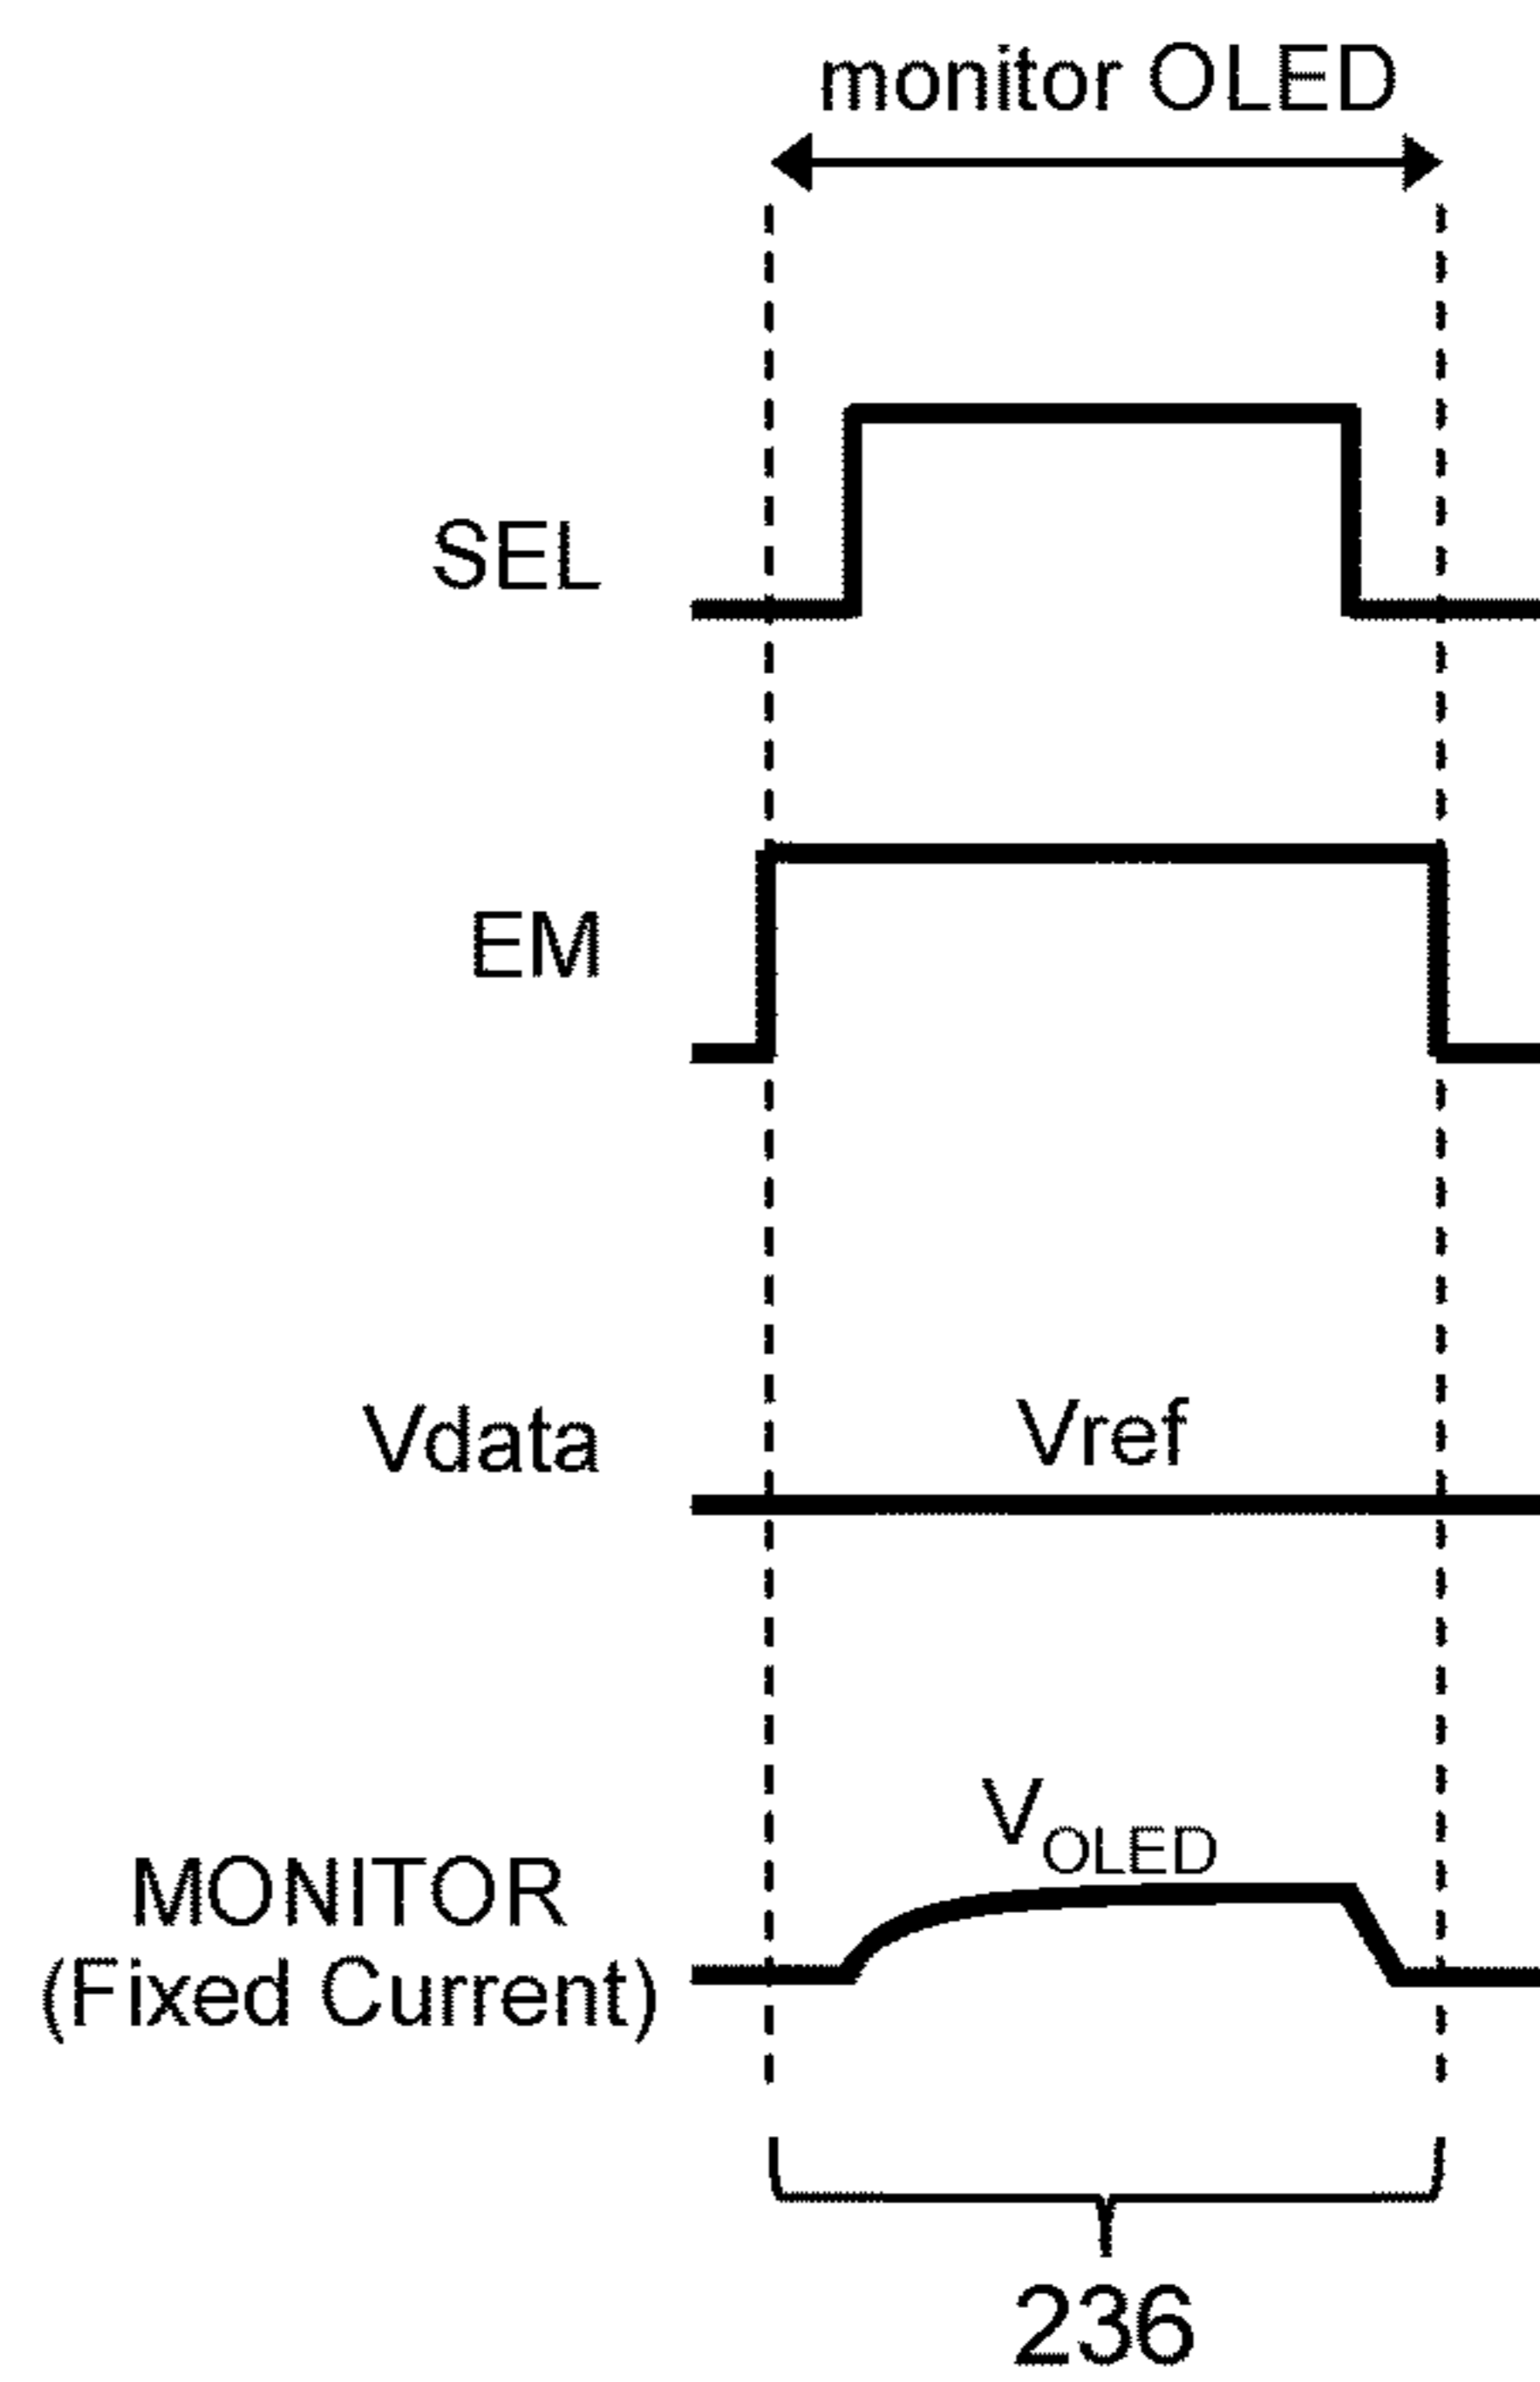 monitor OLED
SEL
EM
Vdata
Vref
VOLED
MONITOR
(Fixed Current)
236